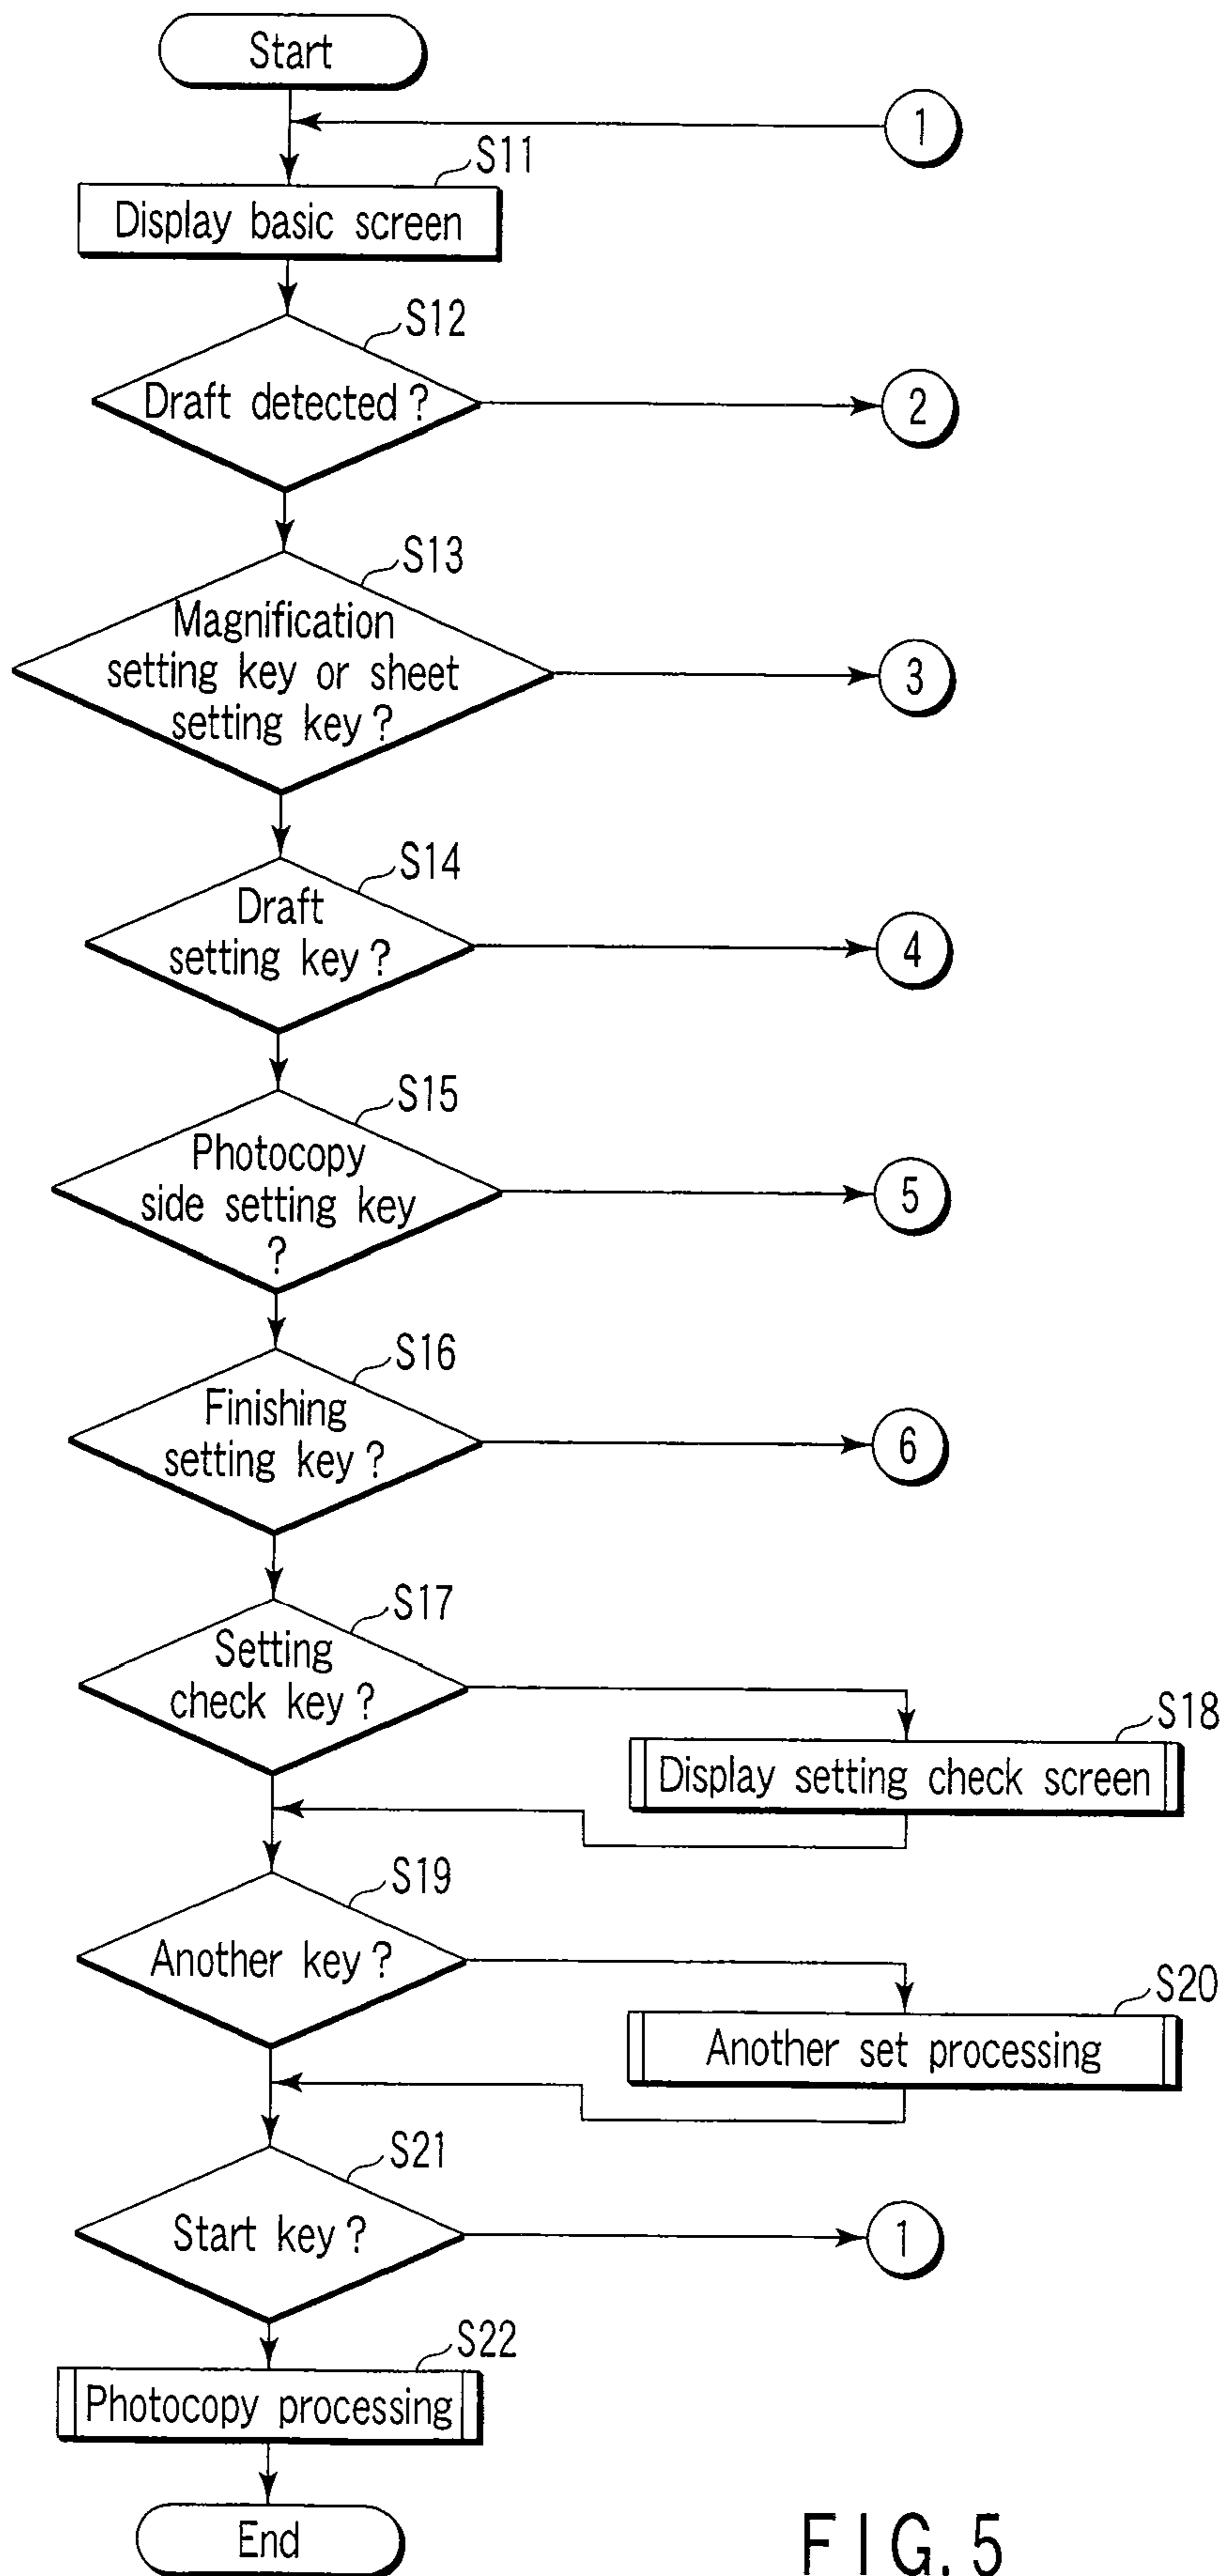 Start
1
S11
Display basic screen
S12
Draft detected?
2
S13
Magnification
setting key or sheet
setting key?
3
S14
Draft
setting key?
4
S15
Photocopy
side setting key
?
5
S16
Finishing
setting key?
6
S17
Setting
check key?
S18
Display setting check screen
S19
Another key?
S20
Another set processing
S21
Start key?
1
S22
Photocopy processing
End
FIG. 5